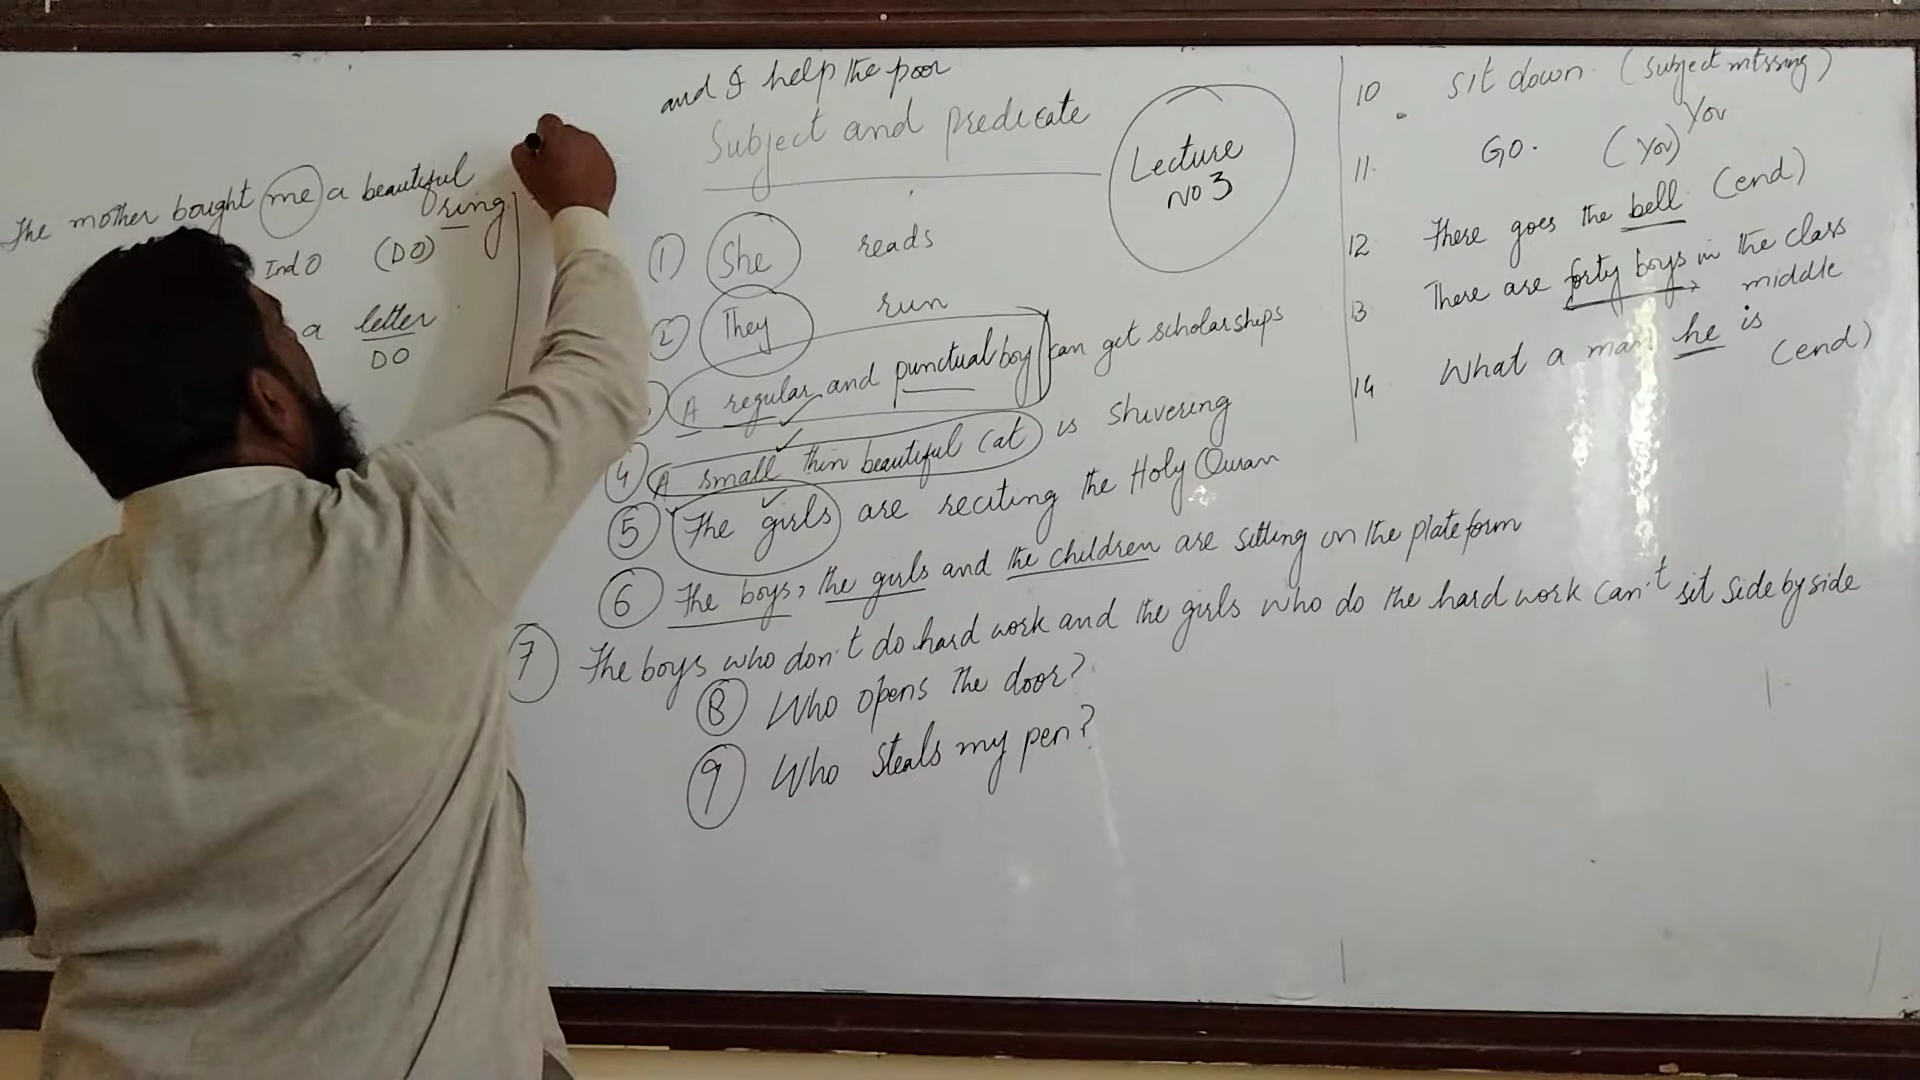 and I help the poor
Subject and predicate
Lecture
no 3
The mother bought me a beautiful
ring
Ind O (DO)
a letter
DO
1 She reads
2 They run
A regular and punctual boy can get scholarships
4 A small thin beautiful cat is shivering
5 The girls are reciting the Holy Quran
6 The boys, the girls and the children are sitting on the plateform
7 The boys who don't do hard work and the girls who do the hard work can't sit side by side
8 Who opens the door?
9 Who steals my pen?
10 Sit down. (Subject missing)
You
11. Go. (You)
12 There goes the bell (end)
13 There are forty boys in the class
middle
14 What a man he is
(end)